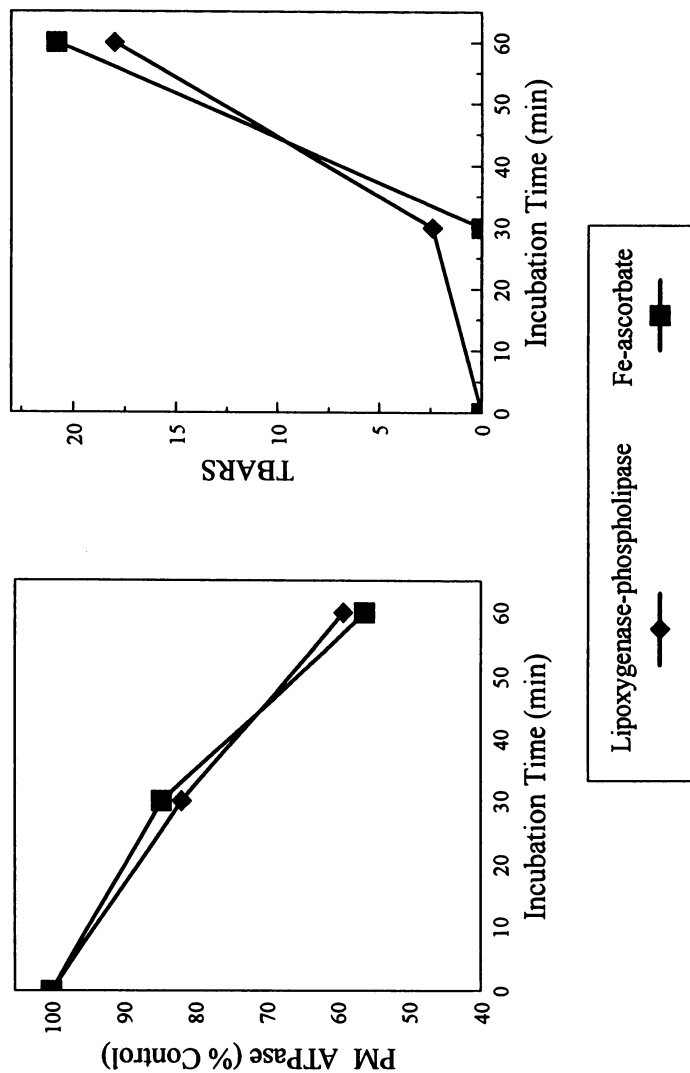 PM ATPase (% Control)
100
90
82
70
60
50
40
0 10 20 30 40 50 60
Incubation Time (min)
TBARS
20
15
10
5
0
0 10 20 30 40 50 60
Incubation Time (min)
Lipoxygenase-phospholipase
Fe-ascorbate